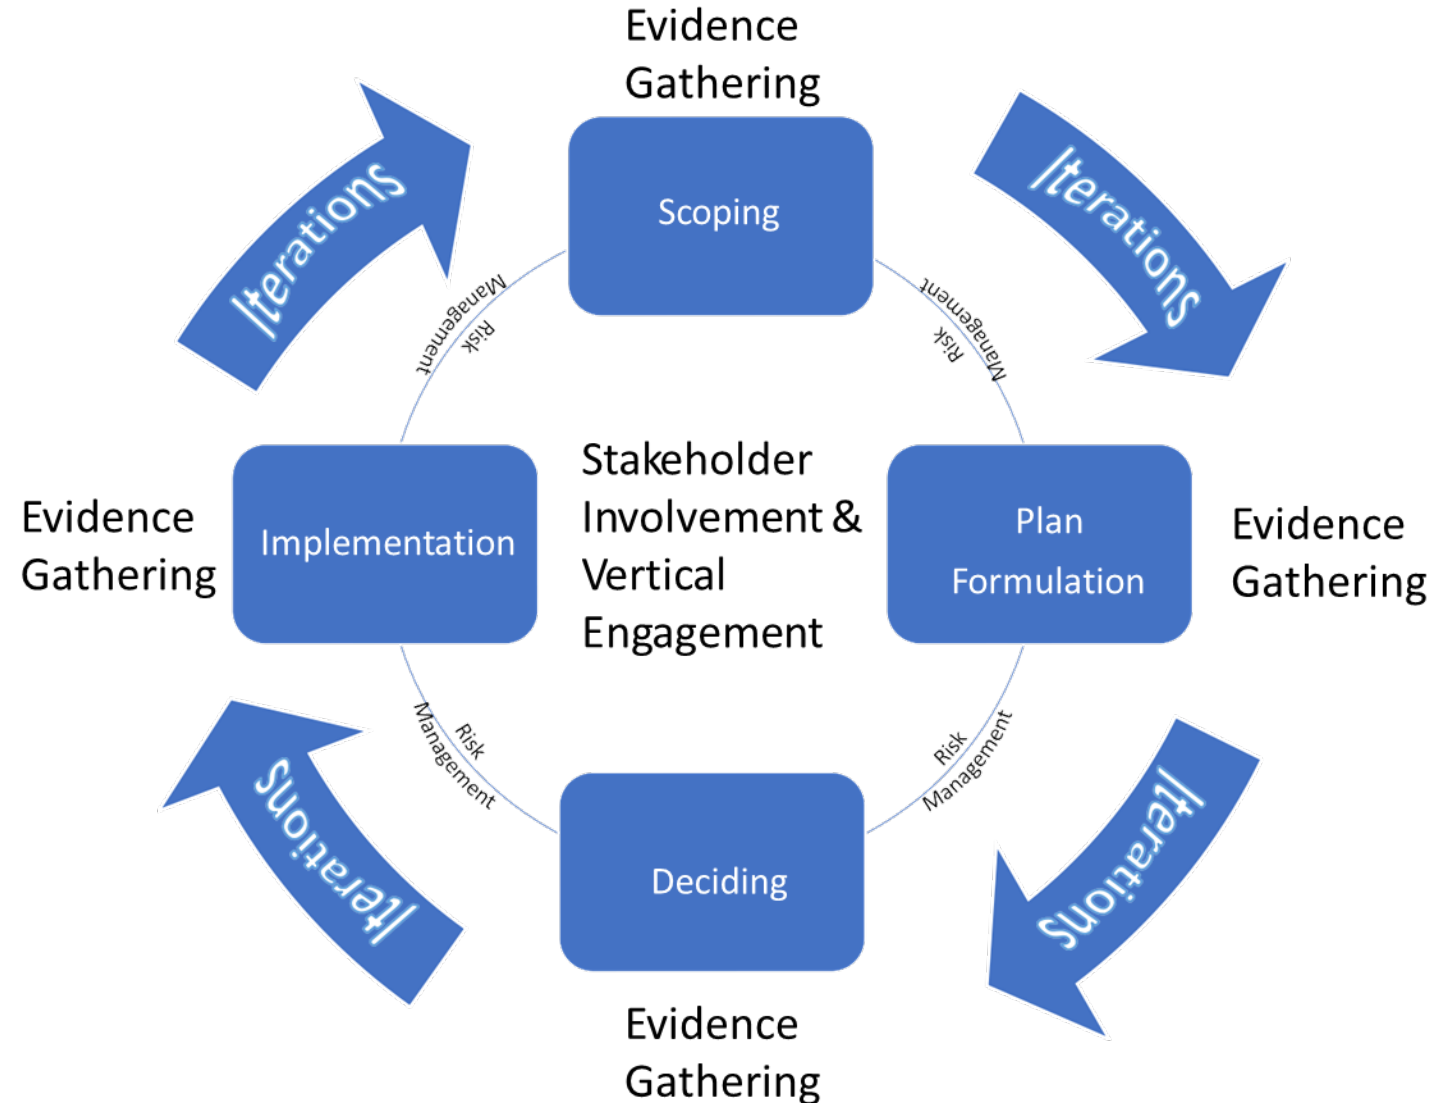 Evidence
Gathering
Scoping
Iterations
Iterations
Risk
Management
Risk
Management
Evidence
Gathering
Implementation
Stakeholder
Involvement &
Vertical
Engagement
Plan
Formulation
Evidence
Gathering
Risk
Management
Risk
Management
Iterations
Iterations
Deciding
Evidence
Gathering